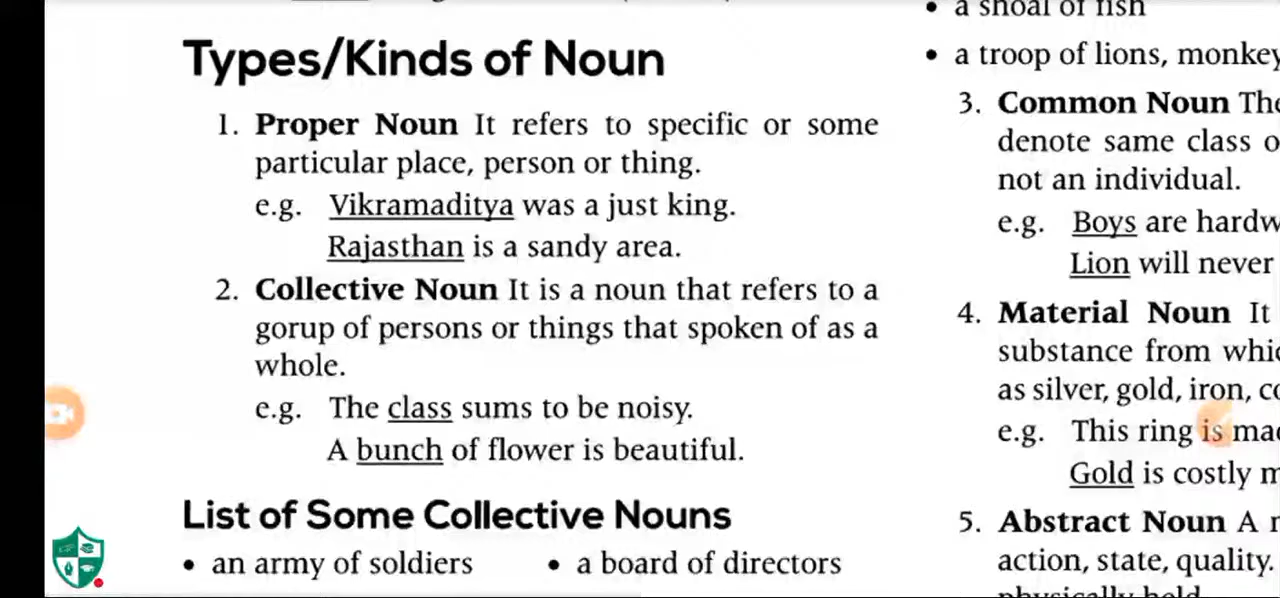 Types/Kinds of Noun
1. Proper Noun It refers to specific or some
particular place, person or thing.
e.g. Vikramaditya was a just king.
Rajasthan is a sandy area.
2. Collective Noun It is a noun that refers to a
gorup of persons or things that spoken of as a
whole.
e.g. The class sums to be noisy.
A bunch of flower is beautiful.
List of Some Collective Nouns
• an army of soldiers
• a board of directors
• a shoal of fish
• a troop of lions, monkey
3. Common Noun The
denote same class o
not an individual.
e.g. Boys are hardw
Lion will never
4. Material Noun It
substance from whic
as silver, gold, iron, co
e.g. This ring is mad
Gold is costly m
5. Abstract Noun A n
action, state, quality.
physically held